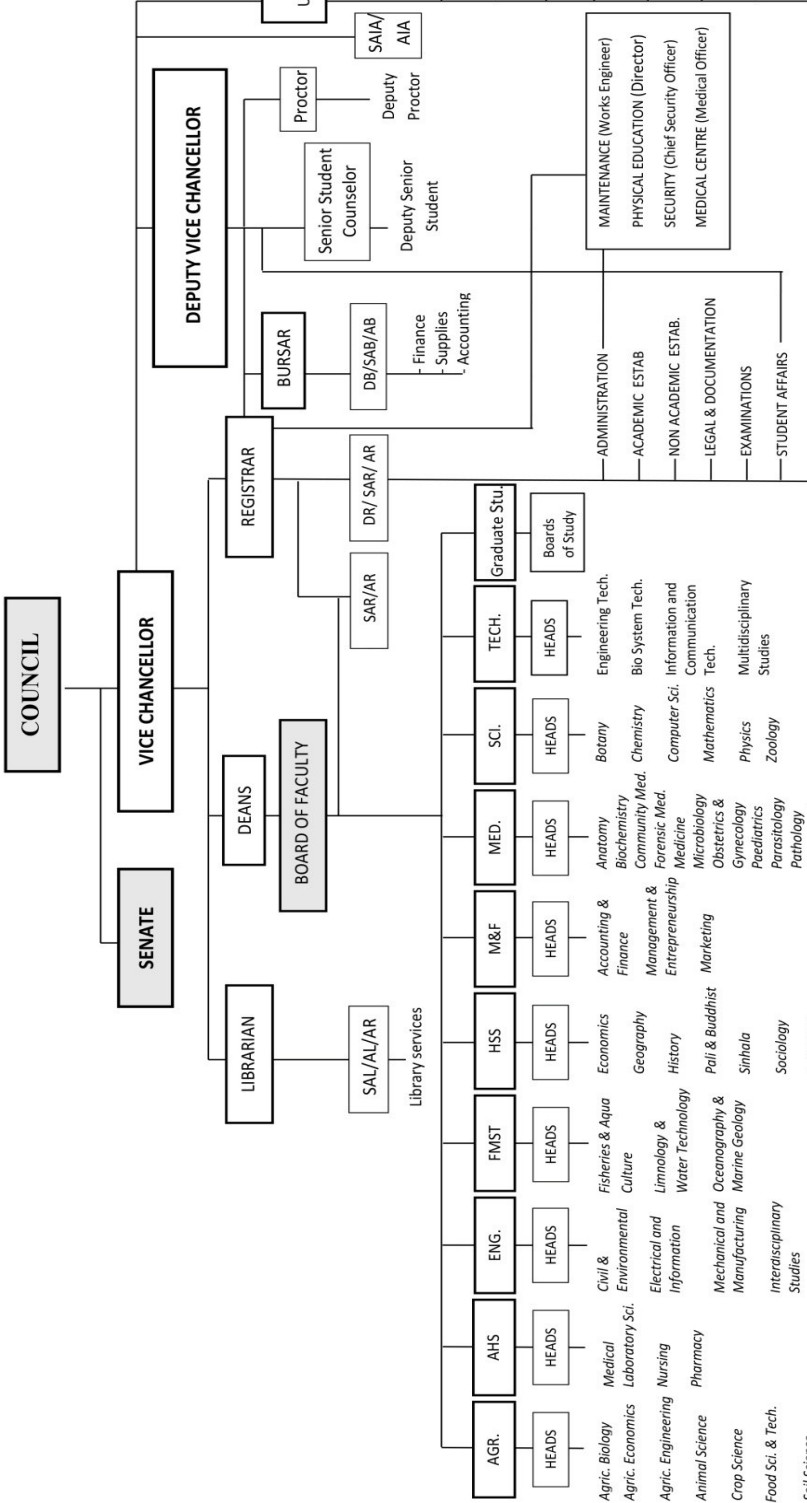 COUNCIL
SENATE
VICE CHANCELLOR
DEPUTY VICE CHANCELLOR
LIBRARIAN
DEANS
REGISTRAR
BURSAR
Senior Student
Counselor
Proctor
SAIA/
AIA
U
BOARD OF FACULTY
SAL/AL/AR
Library services
SAR/AR
DR/ SAR/ AR
DB/SAB/AB
- Finance
- Supplies
- Accounting
Deputy Senior
Student
Deputy
Proctor
AGR.
AHS
ENG.
FMST
HSS
M&F
MED.
SCI.
TECH.
Graduate Stu.
HEADS
HEADS
HEADS
HEADS
HEADS
HEADS
HEADS
HEADS
HEADS
Boards
of Study
Agric. Biology
Agric. Economics
Agric. Engineering
Animal Science
Crop Science
Food Sci. & Tech.
Soil Science
Medical
Laboratory Sci.
Nursing
Pharmacy
Civil &
Environmental
Electrical and
Information
Mechanical and
Manufacturing
Interdisciplinary
Studies
Fisheries & Aqua
Culture
Limnology &
Water Technology
Oceanography &
Marine Geology
Economics
Geography
History
Pali & Buddhist
Sinhala
Sociology
Accounting &
Finance
Management &
Entrepreneurship
Marketing
Anatomy
Biochemistry
Community Med.
Forensic Med.
Medicine
Microbiology
Obstetrics &
Gynecology
Paediatrics
Parasitology
Pathology
Botany
Chemistry
Computer Sci.
Mathematics
Physics
Zoology
Engineering Tech.
Bio System Tech.
Information and
Communication
Tech.
Multidisciplinary
Studies
ADMINISTRATION
ACADEMIC ESTAB
NON ACADEMIC ESTAB.
LEGAL & DOCUMENTATION
EXAMINATIONS
STUDENT AFFAIRS
MAINTENANCE (Works Engineer)
PHYSICAL EDUCATION (Director)
SECURITY (Chief Security Officer)
MEDICAL CENTRE (Medical Officer)